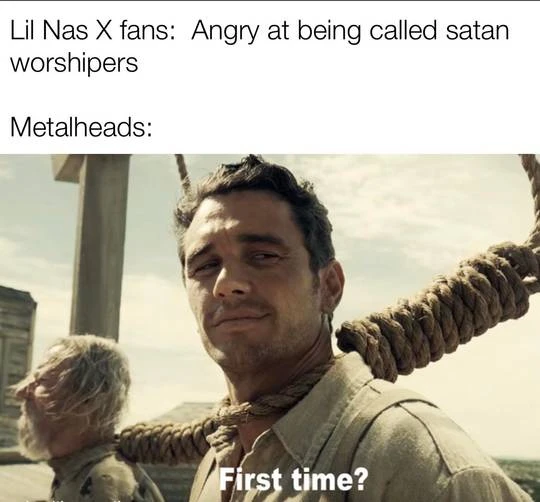 Lil Nas X fans:  Angry at being called satan
worshipers
Metalheads:
First time?